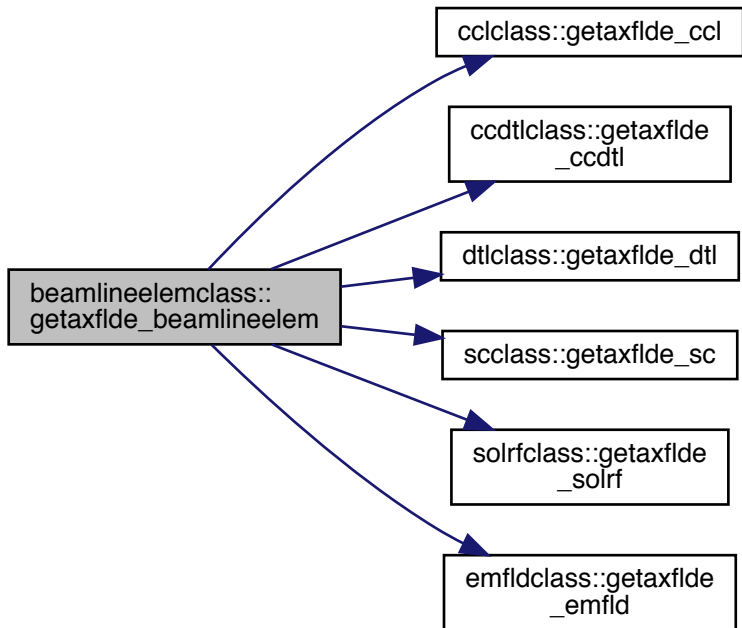 cclclass::getaxflde_ccl
ccdtlclass::getaxflde
_ccdtl
dtlclass::getaxflde_dtl
beamlineelemclass::
getaxflde_beamlineelem
scclass::getaxflde_sc
solrfclass::getaxflde
_solrf
emfldclass::getaxflde
_emfld